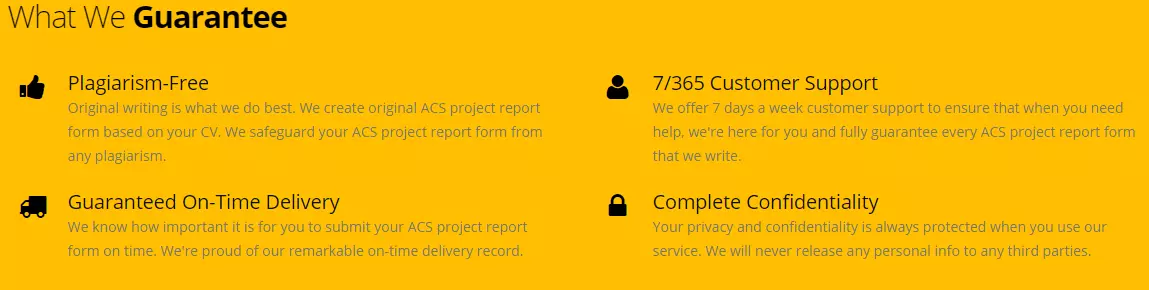 What We Guarantee
Plagiarism-Free
Original writing is what we do best. We create original ACS project report
form based on your CV. We safeguard your ACS project report form from
any plagiarism.
7/365 Customer Support
We offer 7 days a week customer support to ensure that when you need
help, we're here for you and fully guarantee every ACS project report form
that we write.
Guaranteed On-Time Delivery
We know how important it is for you to submit your ACS project report
form on time. We're proud of our remarkable on-time delivery record.
Complete Confidentiality
Your privacy and confidentiality is always protected when you use our
service. We will never release any personal info to any third parties.